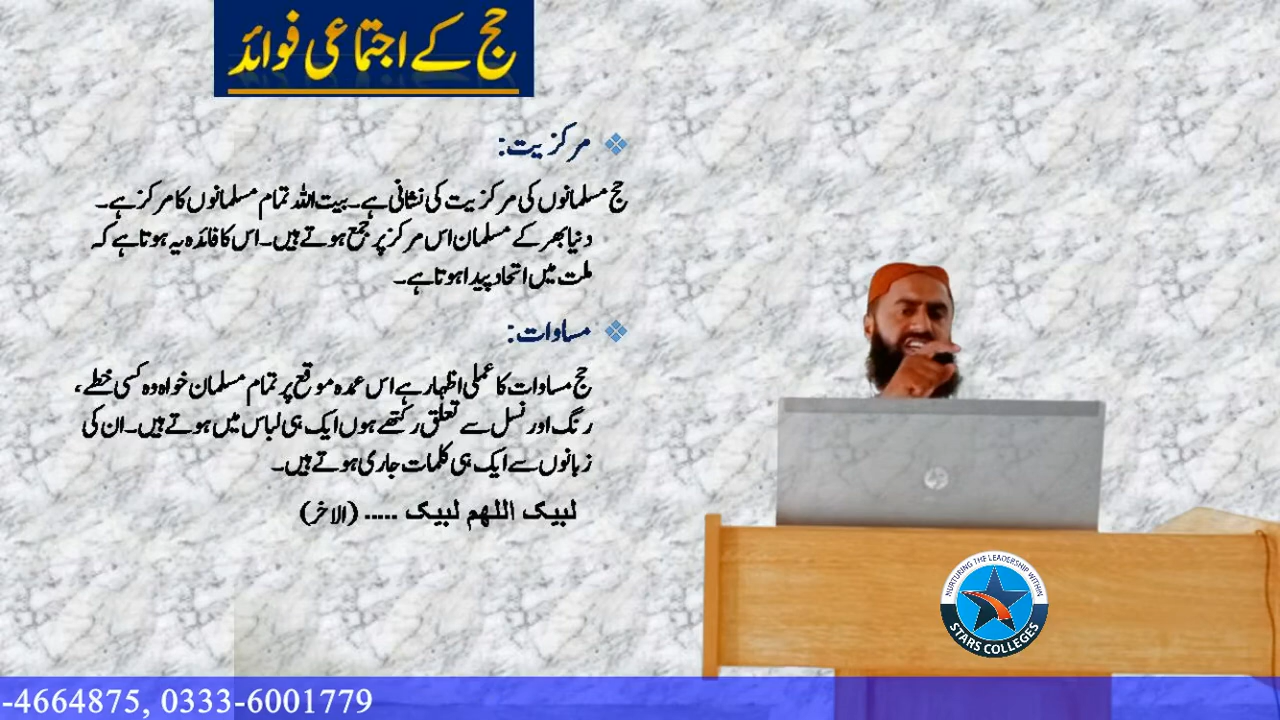 حج کے اجتماعی فوائد
مرکزیت:
حج مسلمانوں کی مرکزیت کی نشانی ہے۔ بیت اللہ تمام مسلمانوں کا مرکز ہے۔
دنیا بھر کے مسلمان اس مرکز پر جمع ہوتے ہیں۔ اس کا فائدہ یہ ہوتا ہے کہ
ملت میں اتحاد پیدا ہوتا ہے۔
مساوات:
حج مساوات کا عملی اظہار ہے اس عمدہ موقع پر تمام مسلمان خواہ وہ کسی خطے،
رنگ اور نسل سے تعلق رکتھے ہوں ایک ہی لباس میں ہوتے ہیں۔ ان کی
زبانوں سے ایک ہی کلمات جاری ہوتے ہیں۔
لبیک اللھم لبیک ..... (الاخر)
hp
NURTURING THE LEADERSHIP WITHIN
STARS COLLEGES
-4664875, 0333-6001779